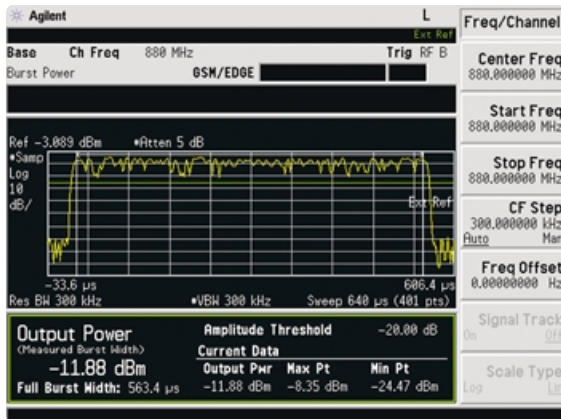 Agilent
L
Freq/Channel
Ext Ref
Base Ch Freq 880 MHz Trig RF B
Burst Power GSM/EDGE
Center Freq
880.000000 MHz
Start Freq
880.000000 MHz
Ref -3.089 dBm *Atten 5 dB
*Samp
Log
10
dB/
Ext Ref
Stop Freq
880.000000 MHz
CF Step
300.000000 kHz
Auto Man
-33.6 µs 606.4 µs
Res BW 300 kHz *VBW 300 kHz Sweep 640 µs (401 pts)
Freq Offset
0.00000000 Hz
Output Power
(Measured Burst Width)
-11.88 dBm
Full Burst Width: 563.4 µs
Amplitude Threshold -20.00 dB
Current Data
Output Pwr Max Pt Min Pt
-11.88 dBm -8.35 dBm -24.47 dBm
Signal Track
On Off
Scale Type
Log Lin